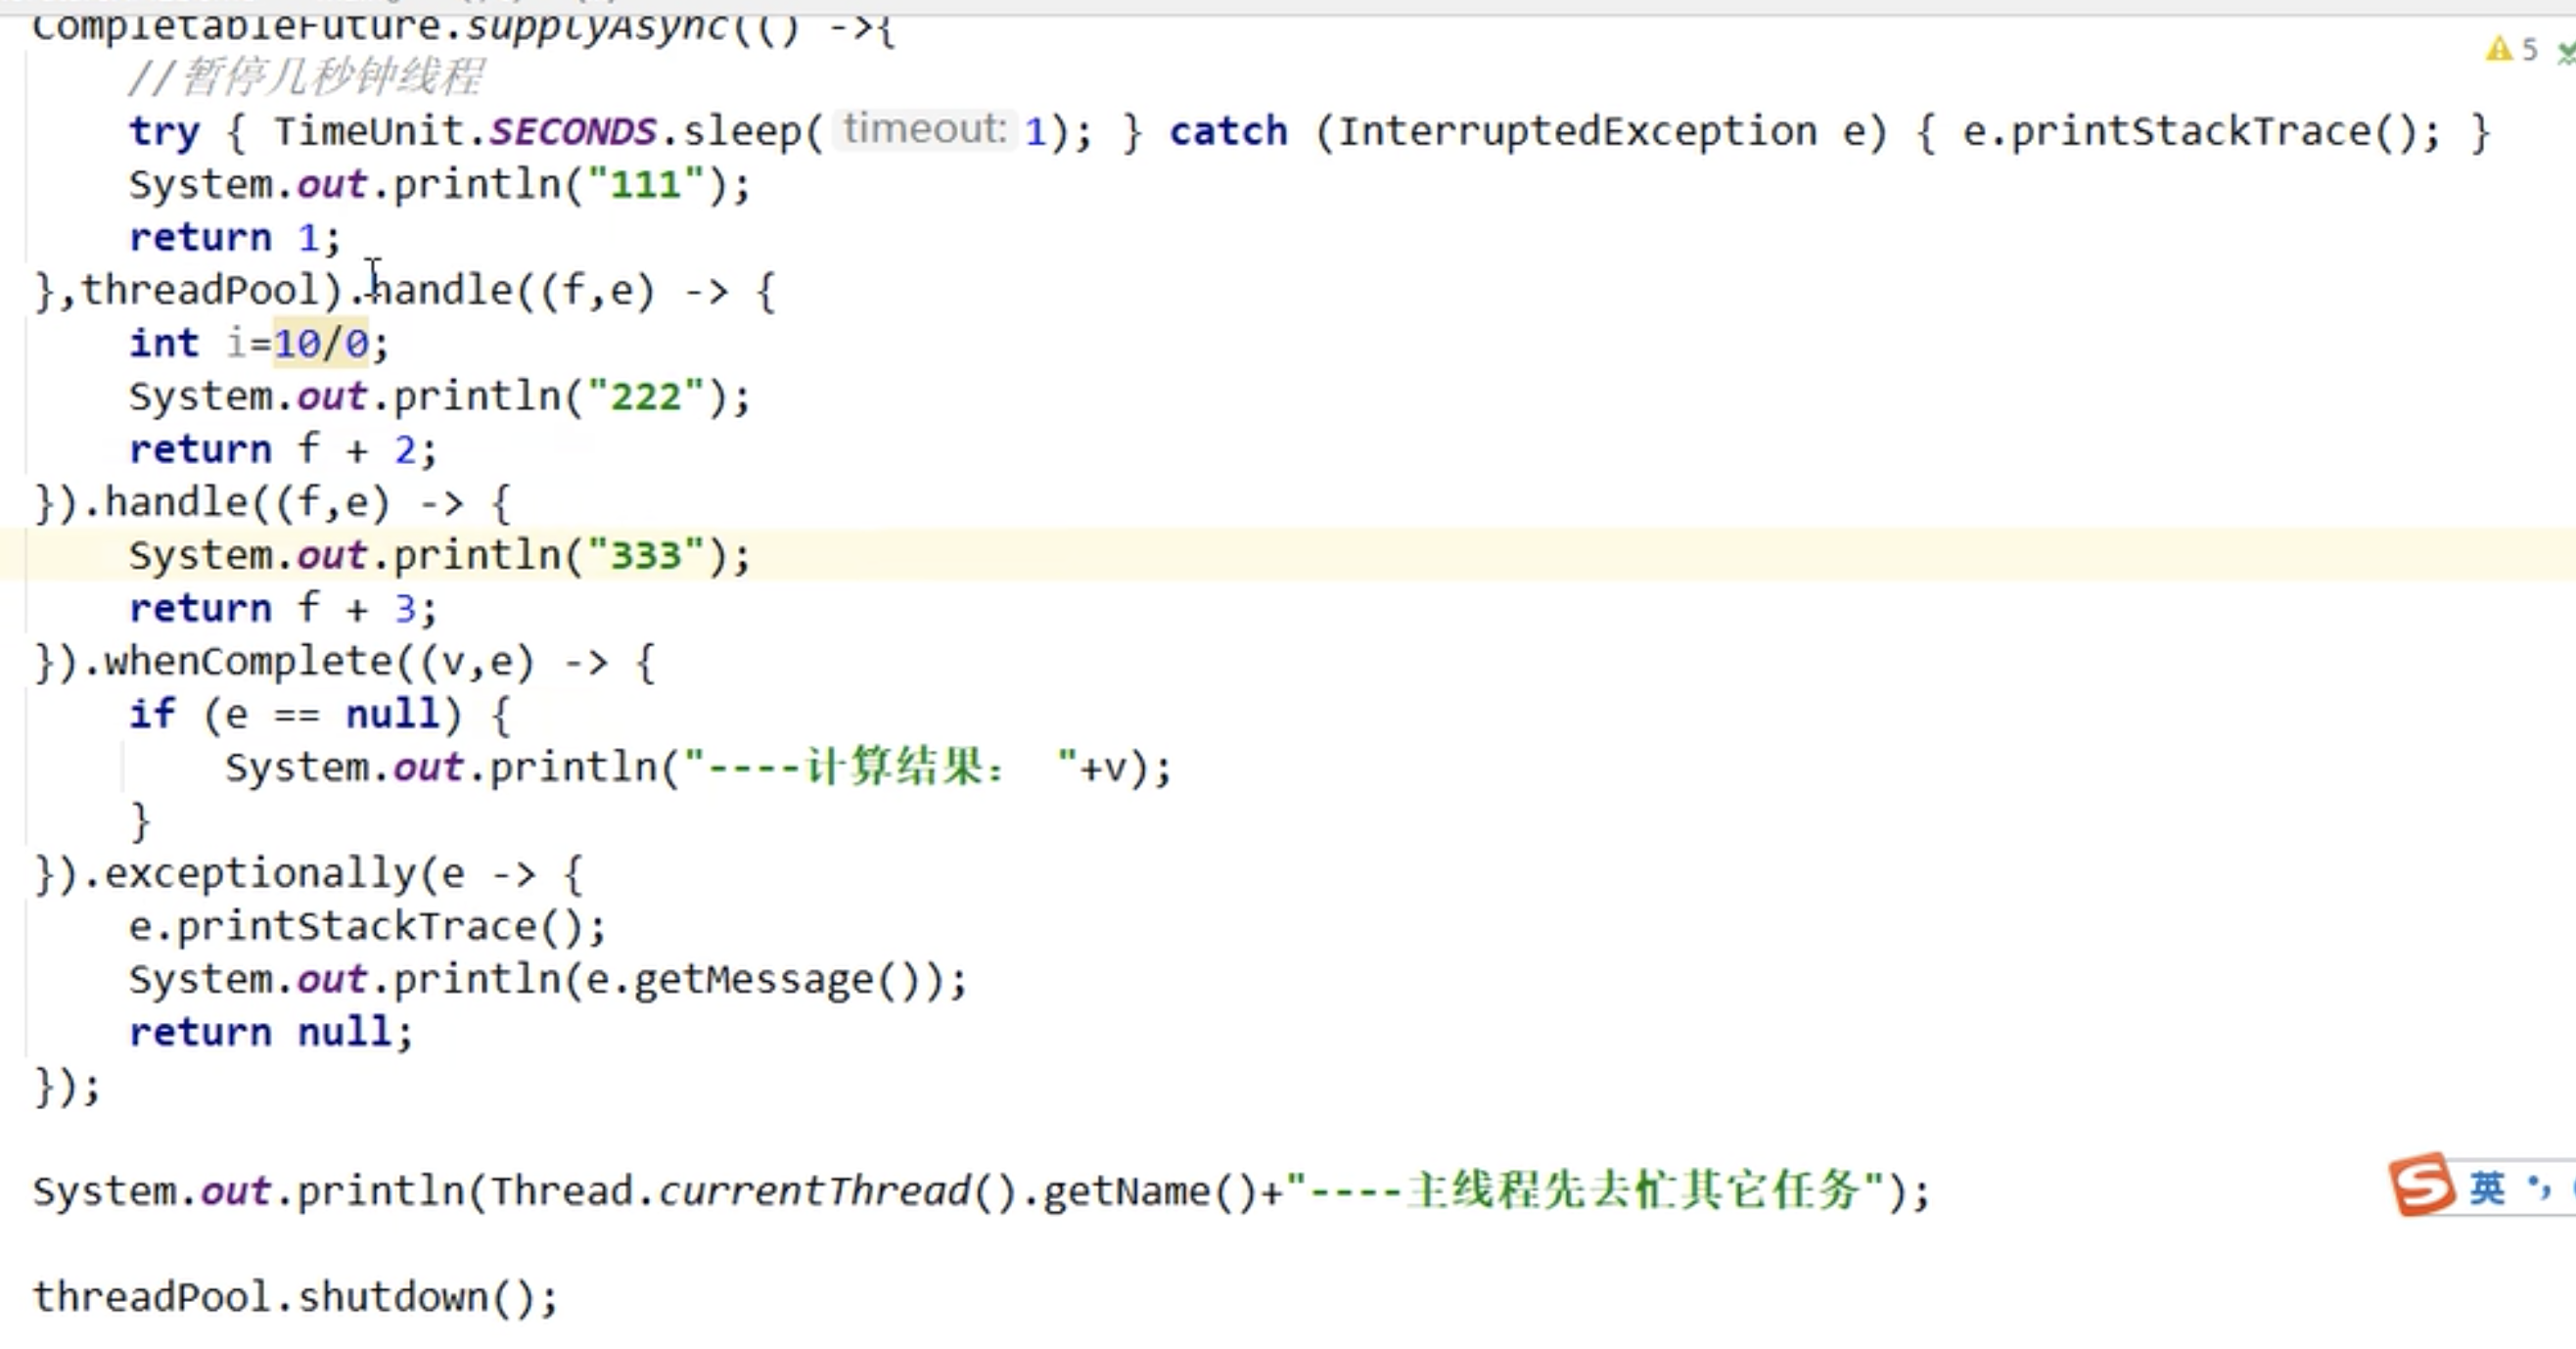 CompletableFuture.supplyAsync(() ->{
//暂停几秒钟线程
try { TimeUnit.SECONDS.sleep( timeout: 1); } catch (InterruptedException e) { e.printStackTrace(); }
System.out.println("111");
return 1;
},threadPool).handle((f,e) -> {
int i=10/0;
System.out.println("222");
return f + 2;
}).handle((f,e) -> {
System.out.println("333");
return f + 3;
}).whenComplete((v,e) -> {
if (e == null) {
System.out.println("----计算结果： "+v);
}
}).exceptionally(e -> {
e.printStackTrace();
System.out.println(e.getMessage());
return null;
});
System.out.println(Thread.currentThread().getName()+"----主线程先去忙其它任务");
threadPool.shutdown();
5
S 英